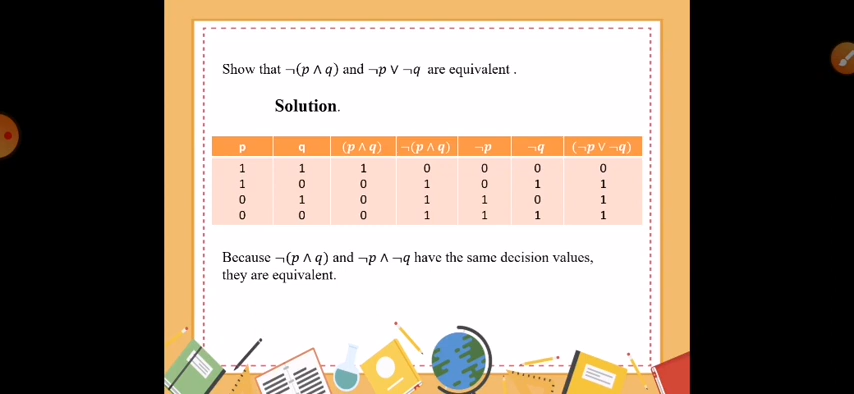 Show that ¬(p ∧ q) and ¬p ∨ ¬q are equivalent .
Solution.
p q (p ∧ q) ¬(p ∧ q) ¬p ¬q (¬p ∨ ¬q)
1 1 1 0 0 0 0
1 0 0 1 0 1 1
0 1 0 1 1 0 1
0 0 0 1 1 1 1
Because ¬(p ∧ q) and ¬p ∧ ¬q have the same decision values,
they are equivalent.